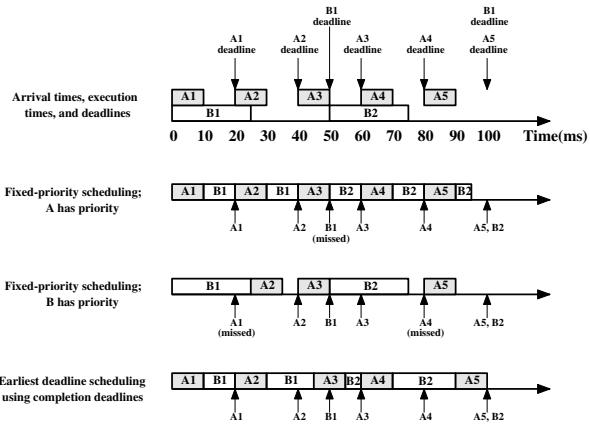 B1
deadline
B1
deadline
A1
deadline
A2
deadline
A3
deadline
A4
deadline
A5
deadline
Arrival times, execution
times, and deadlines
A1 A2 A3 A4 A5
B1 B2
0 10 20 30 40 50 60 70 80 90 100 Time(ms)
Fixed-priority scheduling;
A has priority
A1 B1 A2 B1 A3 B2 A4 B2 A5 B2
A1 A2 B1 A3 A4 A5, B2
(missed)
Fixed-priority scheduling;
B has priority
B1 A2 A3 B2 A5
A1 A2 B1 A3 A4 A5, B2
(missed) (missed)
Earliest deadline scheduling
using completion deadlines
A1 B1 A2 B1 A3 B2 A4 B2 A5
A1 A2 B1 A3 A4 A5, B2